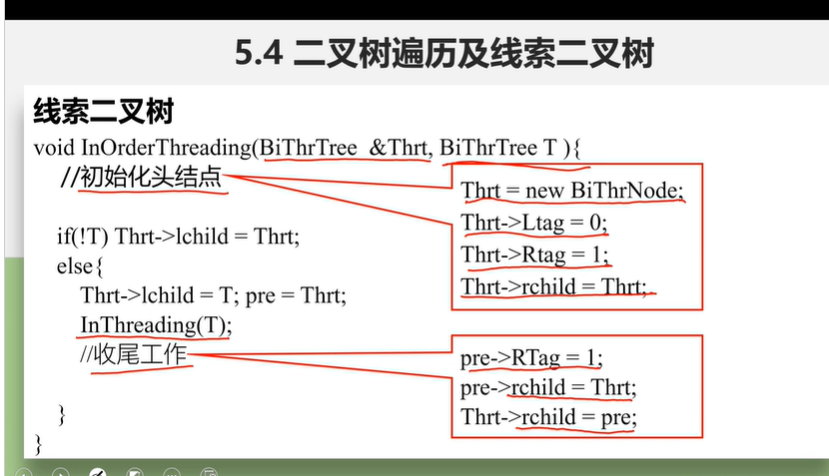 5.4 二叉树遍历及线索二叉树
线索二叉树
void InOrderThreading(BiThrTree &Thrt, BiThrTree T ){
//初始化头结点
Thrt = new BiThrNode;
Thrt->Ltag = 0;
Thrt->Rtag = 1;
Thrt->rchild = Thrt;
if(!T) Thrt->lchild = Thrt;
else{
Thrt->lchild = T; pre = Thrt;
InThreading(T);
//收尾工作
pre->RTag = 1;
pre->rchild = Thrt;
Thrt->rchild = pre;
}
}